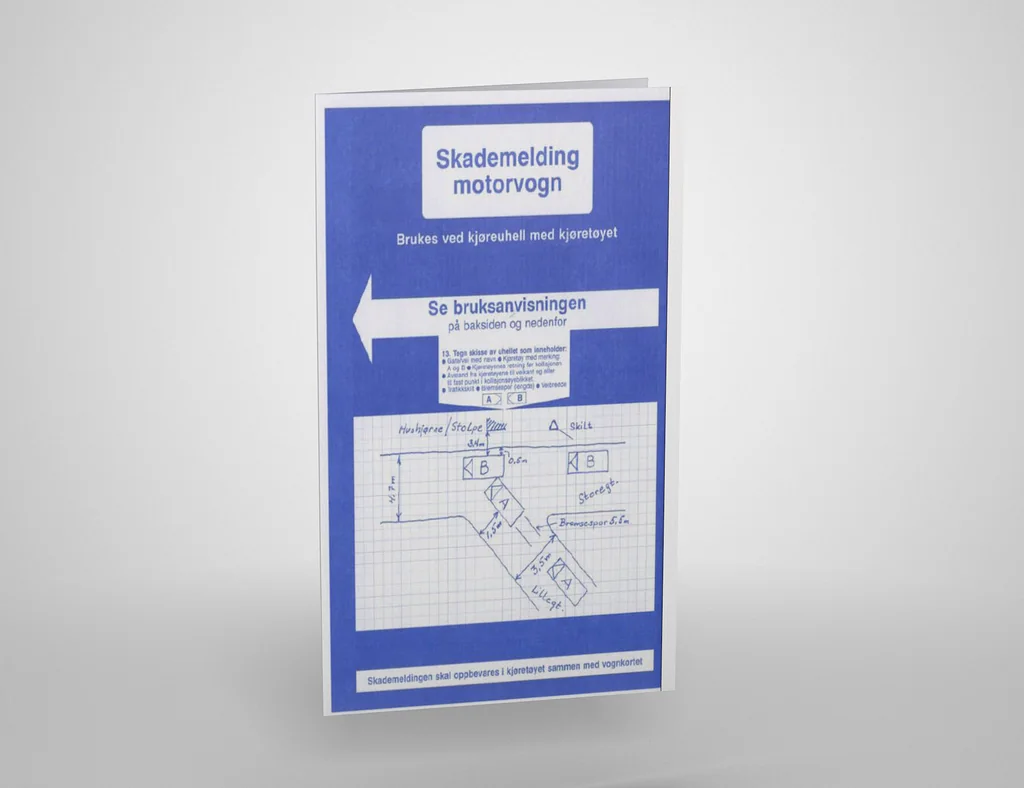 Skademelding
motorvogn
Brukes ved kjøreuhell med kjøretøyet
Se bruksanvisningen
på baksiden og nedenfor
13. Tegn skisse av uhellet som inneholder:
● Gate/vei med navn ● Kjøretøy med merking:
A og B ● Kjøretøyenes retning før kollisjonen
● Avstand fra kjøretøyene til veikant og eller
til fast punkt i kollisjonsøyeblikket.
● Trafikkskilt ● Bremsespor (lengde) ● Veibredde
A B
Hushjørne/Stolpe
Skilt
3,4m
0,5m
B
B
4,7m
Storegt.
A
1,5m
Bremsespor 5,5m
3,5m
A
Lillegt.
Skademeldingen skal oppbevares i kjøretøyet sammen med vognkortet